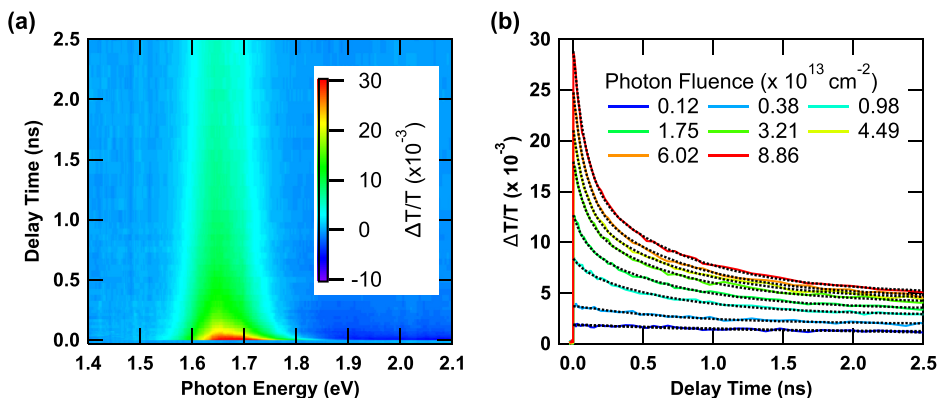 (a)
2.5
2.0
1.5
1.0
0.5
0.0
Delay Time (ns)
1.4 1.5 1.6 1.7 1.8 1.9 2.0 2.1
Photon Energy (eV)
30
20
10
0
-10
ΔT/T (x10⁻³)
(b)
30
25
20
15
10
5
0
ΔT/T (x 10⁻³)
Photon Fluence (x 10¹³ cm⁻²)
0.12 0.38 0.98
1.75 3.21 4.49
6.02 8.86
0.0 0.5 1.0 1.5 2.0 2.5
Delay Time (ns)